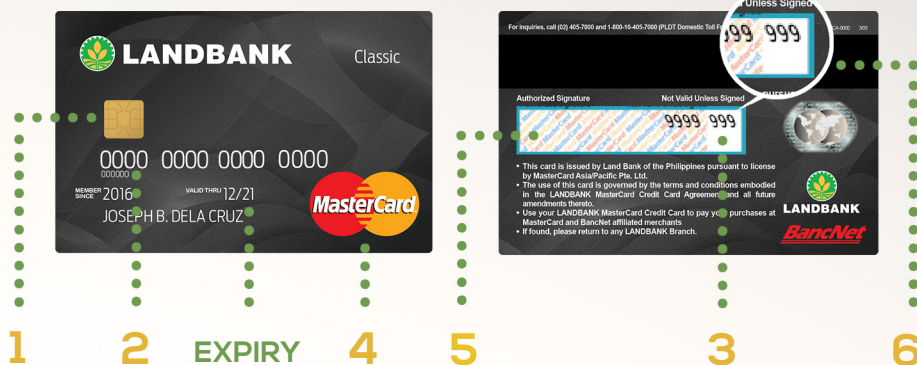 LANDBANK
Classic
0000 0000 0000 0000
000000
MEMBER SINCE 2016 VALID THRU 12/21
JOSEPH B. DELA CRUZ
MasterCard
Unless Signed
999 999
For inquiries, call (02) 405-7000 and 1-800-10-405-7000 (PLDT Domestic Toll
CA-0000 3/09
Authorized Signature Not Valid Unless Signed
9999 999
• This card is issued by Land Bank of the Philippines pursuant to license
by MasterCard Asia/Pacific Pte. Ltd.
• The use of this card is governed by the terms and conditions embodied
in the LANDBANK MasterCard Credit Card Agreement and all future
amendments thereto.
• Use your LANDBANK MasterCard Credit Card to pay your purchases at
MasterCard and BancNet affiliated merchants
• If found, please return to any LANDBANK Branch.
LANDBANK
BancNet
1 2 EXPIRY 4 5 3 6